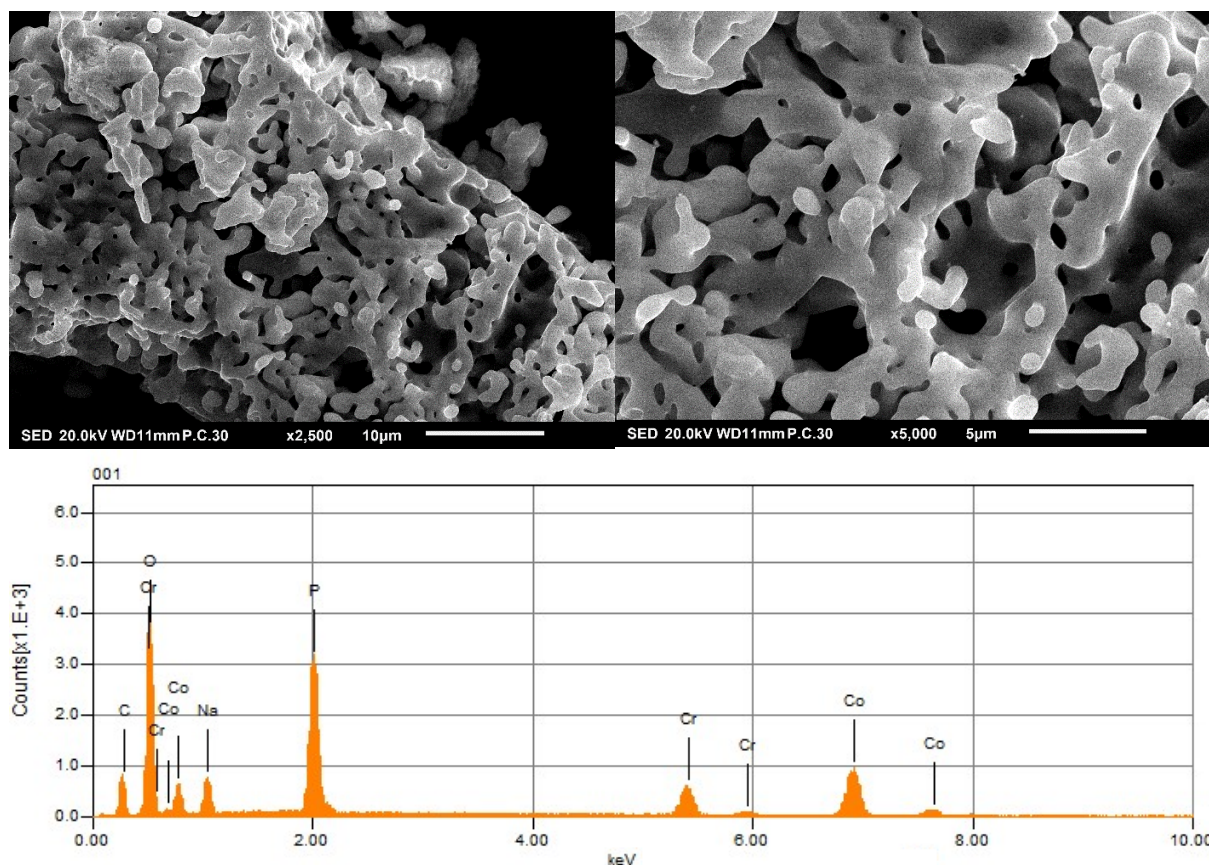 SED 20.0kV WD11mm P.C.30 x2,500 10μm
SED 20.0kV WD11mm P.C.30 x5,000 5μm
001
Counts[x1.E+3]
6.0
5.0
4.0
3.0
2.0
1.0
0.0
O
Cr
C
Cr
Co
Co
Na
P
Cr
Cr
Co
Co
0.00 2.00 4.00 6.00 8.00 10.00
keV